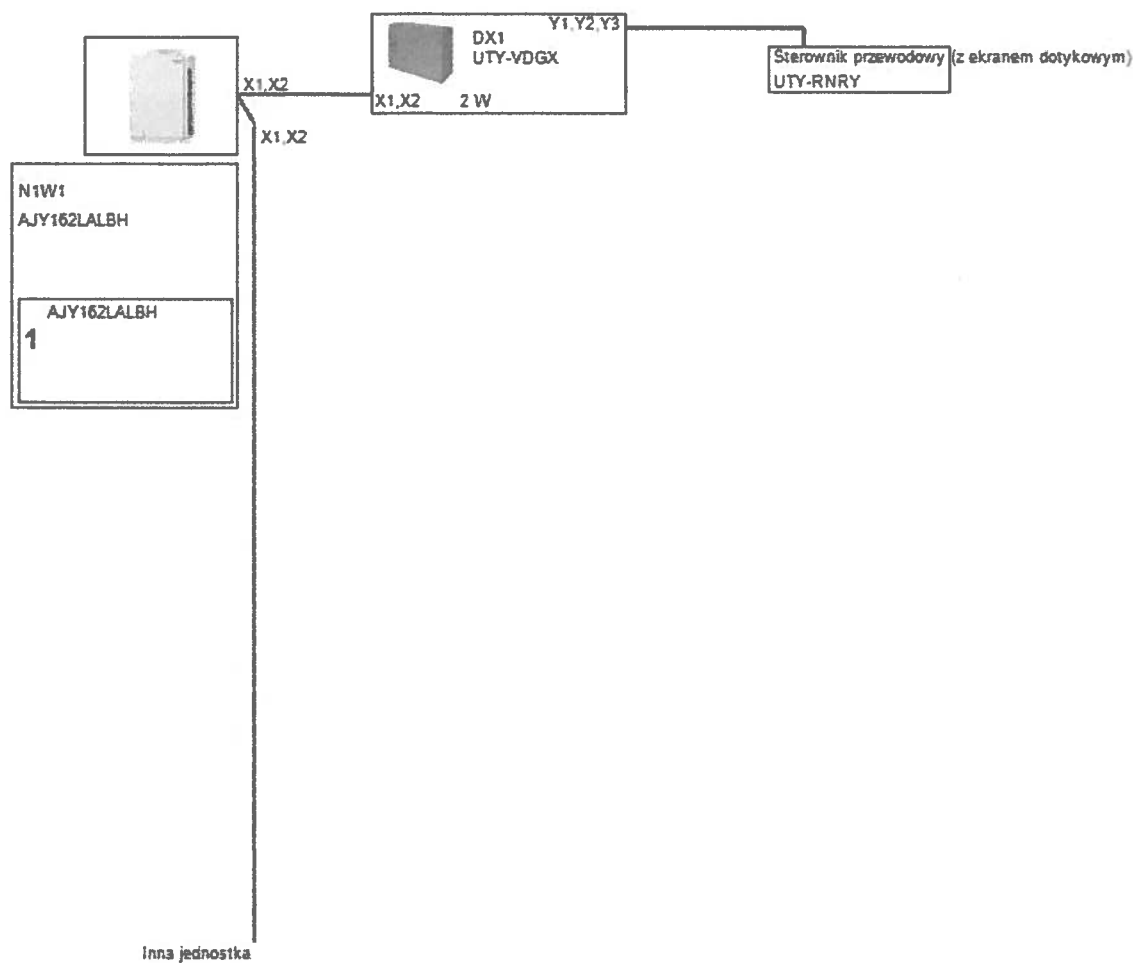 Y1,Y2,Y3
DX1
UTY-VDGX
X1,X2 2 W
Sterownik przewodowy (z ekranem dotykowym)
UTY-RNRY
X1,X2
X1,X2
N1W1
AJY162LALBH
AJY162LALBH
1
Inna jednostka